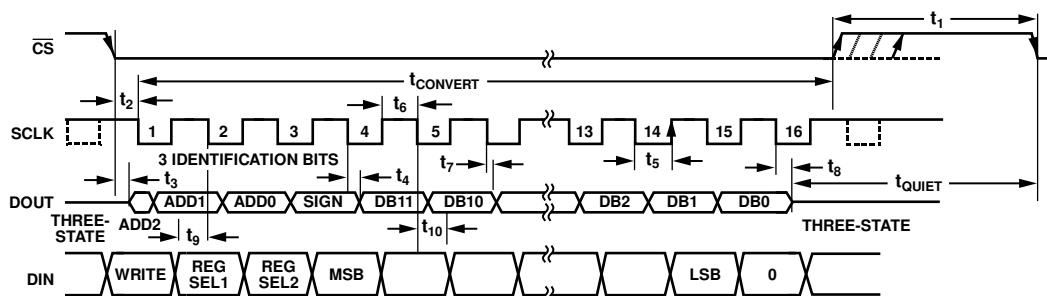 t1
CS
tCONVERT
t2
t6
SCLK
1 2 3 4 5 13 14 15 16
3 IDENTIFICATION BITS
t3
t4
t7
t5
t8
tQUIET
DOUT
ADD1 ADD0 SIGN DB11 DB10 DB2 DB1 DB0
THREE-
STATE
ADD2
t9
t10
THREE-STATE
DIN
WRITE
REG
SEL1
REG
SEL2
MSB
LSB
0